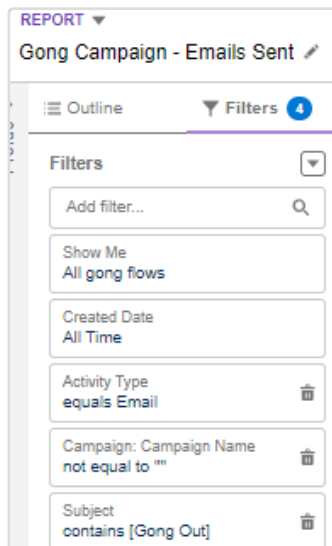 REPORT
Gong Campaign - Emails Sent
Outline
Filters 4
Fields
Filters
Add filter...
Show Me
All gong flows
Created Date
All Time
Activity Type
equals Email
Campaign: Campaign Name
not equal to ""
Subject
contains [Gong Out]